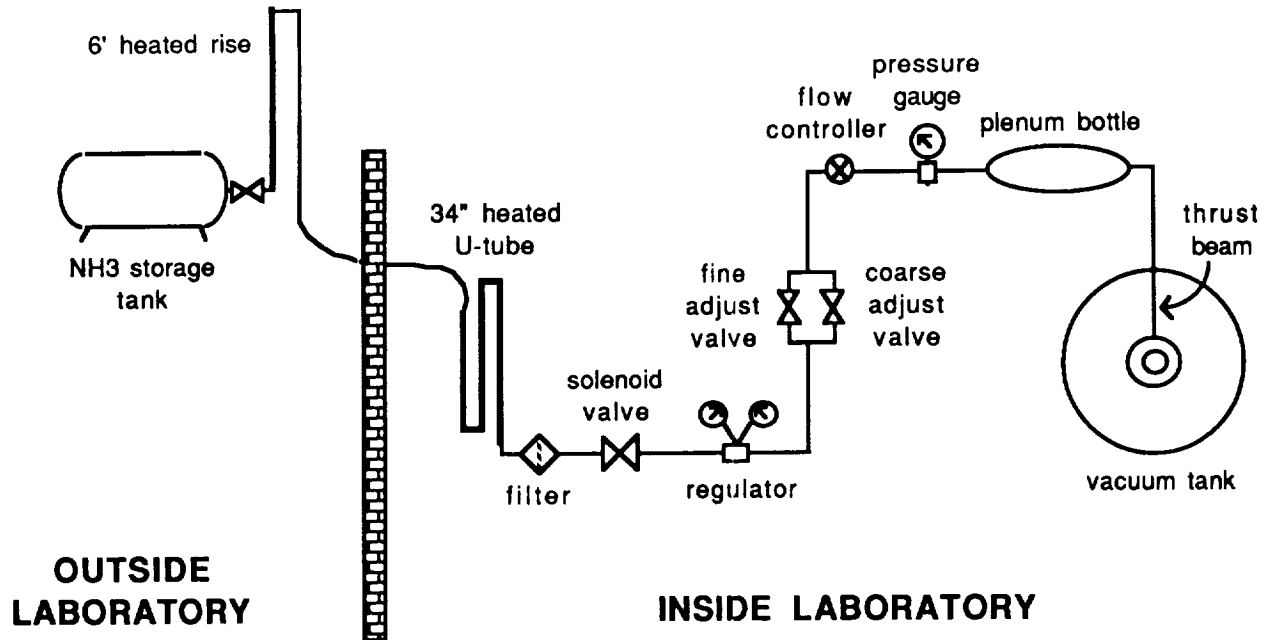 6' heated rise
NH3 storage
tank
OUTSIDE
LABORATORY
34" heated
U-tube
filter
solenoid
valve
regulator
fine
adjust
valve
coarse
adjust
valve
flow
controller
pressure
gauge
plenum bottle
thrust
beam
vacuum tank
INSIDE LABORATORY